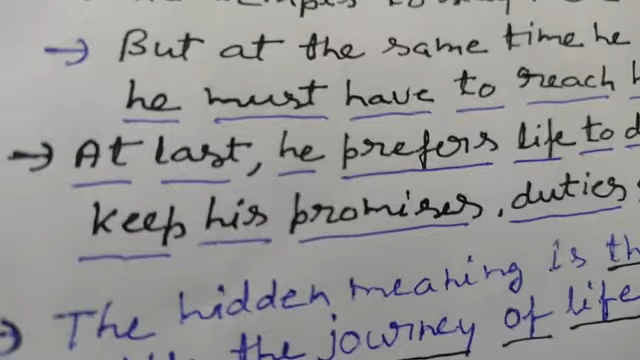 → But at the same time he
he must have to reach
→ At last, he prefers life to d
keep his promises, duties
→ The hidden meaning is th
the journey of life